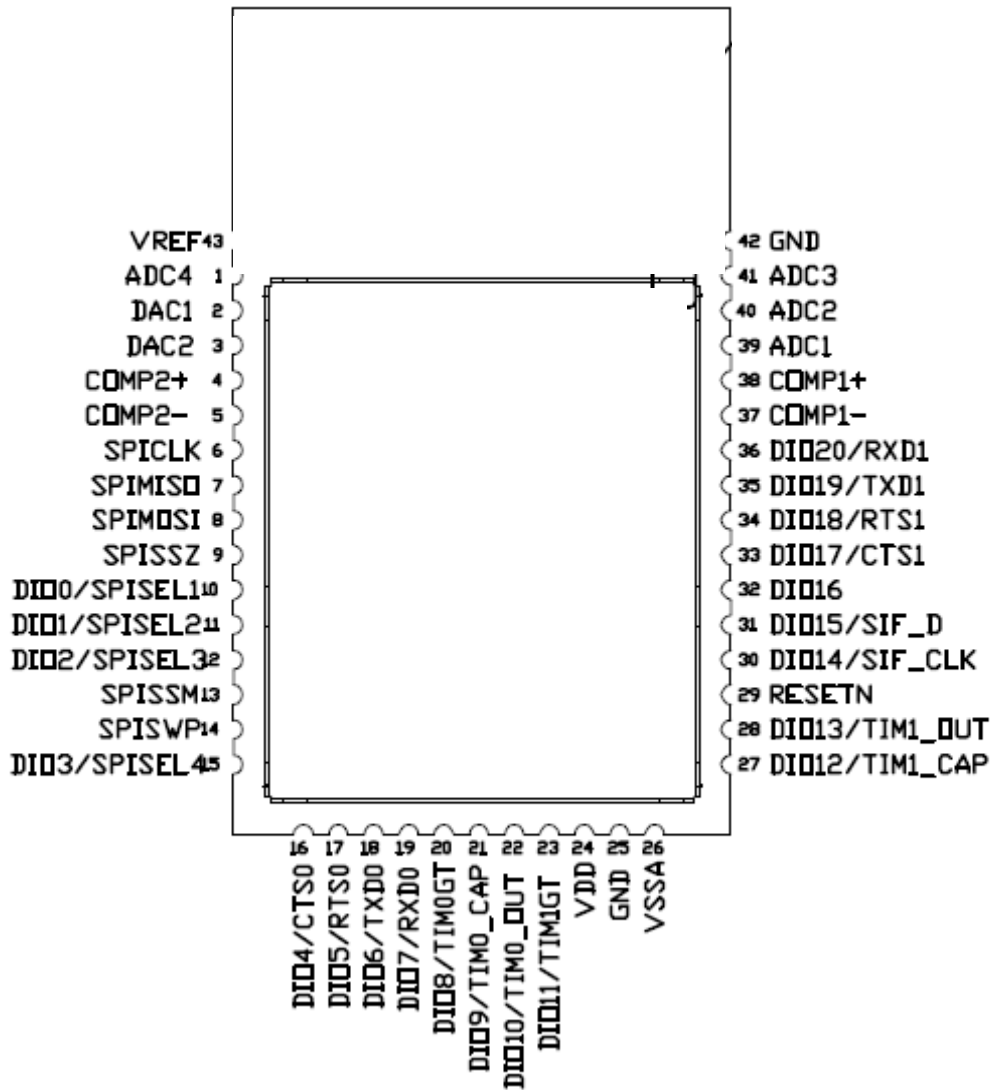 VREF 43
ADC4 1
DAC1 2
DAC2 3
COMP2+ 4
COMP2- 5
SPICLK 6
SPIMISO 7
SPIMOSI 8
SPISSZ 9
DIO0/SPISEL1 10
DIO1/SPISEL2 11
DIO2/SPISEL3 12
SPISSM 13
SPISWP 14
DIO3/SPISEL4 15
16 DIO4/CTS0
17 DIO5/RTS0
18 DIO6/TXD0
19 DIO7/RXD0
20 DIO8/TIM0GT
21 DIO9/TIM0_CAP
22 DIO10/TIM0_OUT
23 DIO11/TIM1GT
24 VDD
25 GND
26 VSSA
42 GND
41 ADC3
40 ADC2
39 ADC1
38 COMP1+
37 COMP1-
36 DIO20/RXD1
35 DIO19/TXD1
34 DIO18/RTS1
33 DIO17/CTS1
32 DIO16
31 DIO15/SIF_D
30 DIO14/SIF_CLK
29 RESETN
28 DIO13/TIM1_OUT
27 DIO12/TIM1_CAP